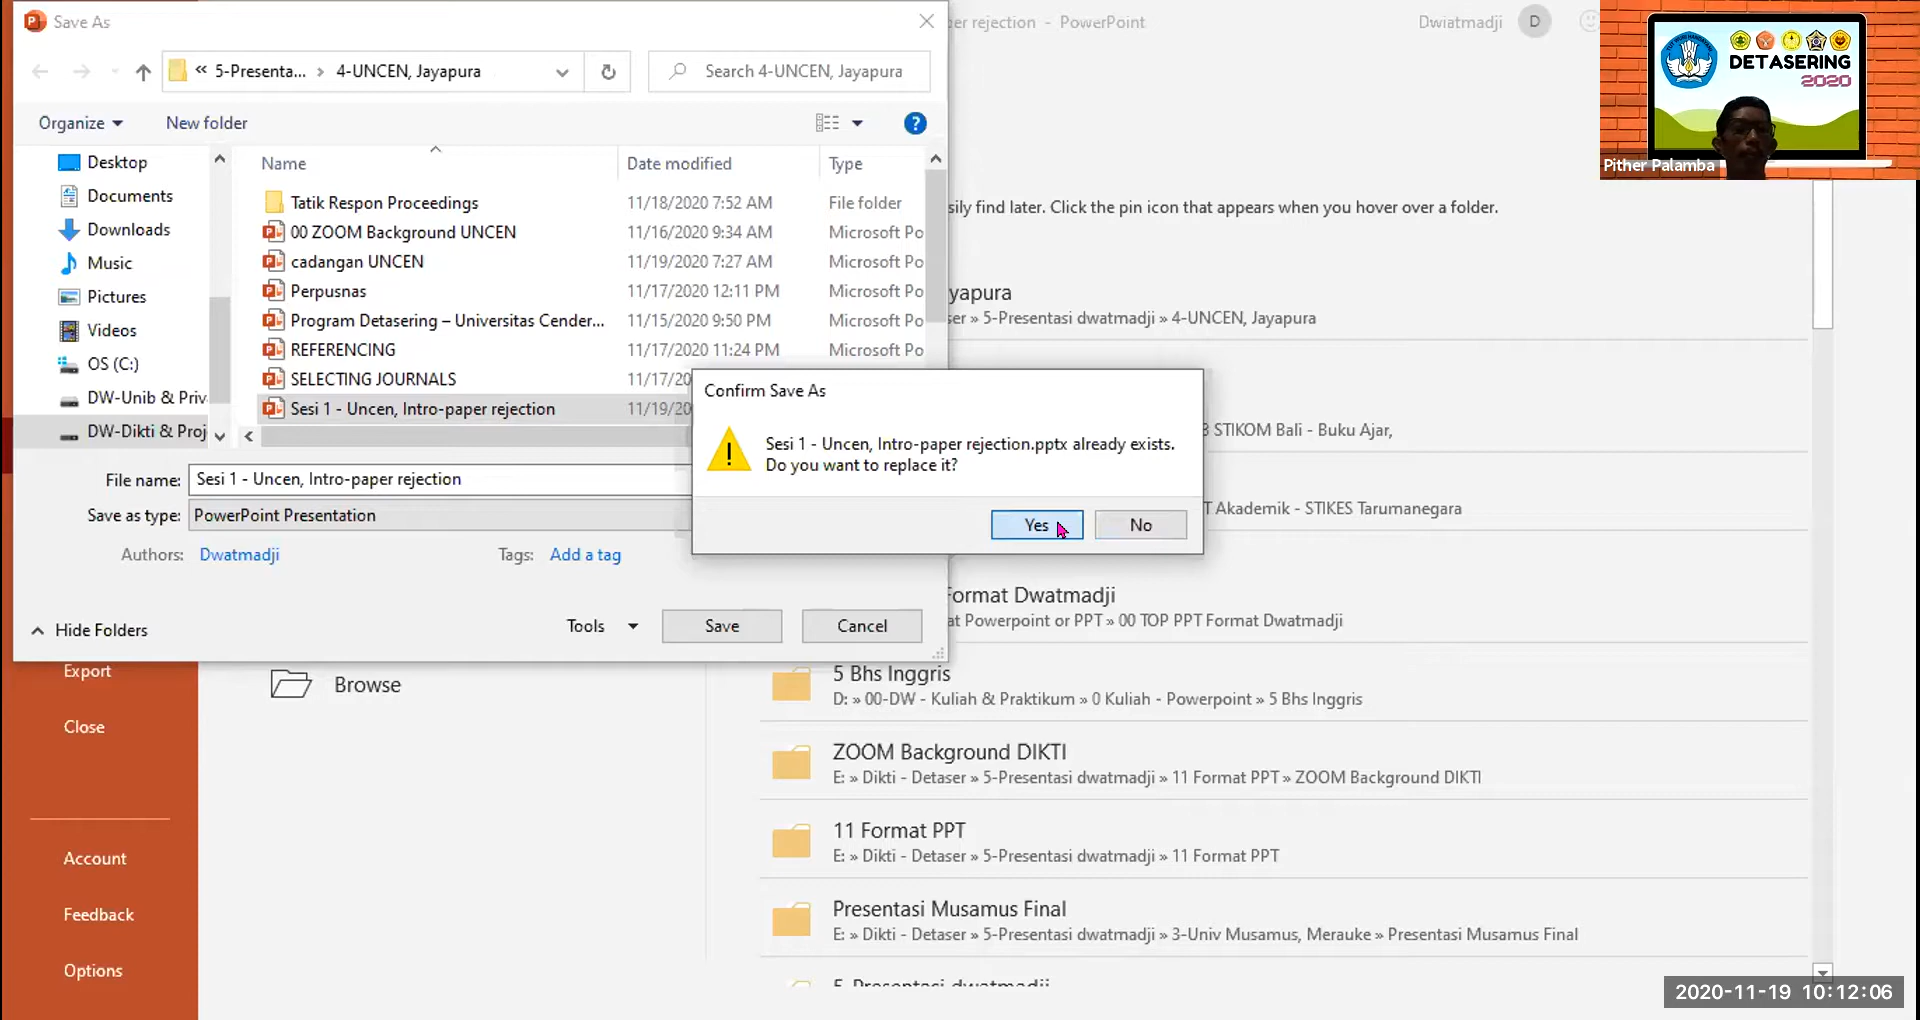 Save As
er rejection - PowerPoint
Dwiatmadji
D
« 5-Presenta... › 4-UNCEN, Jayapura
Search 4-UNCEN, Jayapura
Organize
New folder
?
Desktop
Documents
Downloads
Music
Pictures
Videos
OS (C:)
DW-Unib & Priv
DW-Dikti & Proj
Name Date modified Type
Tatik Respon Proceedings 11/18/2020 7:52 AM File folder
00 ZOOM Background UNCEN 11/16/2020 9:34 AM Microsoft Po
cadangan UNCEN 11/19/2020 7:27 AM Microsoft Po
Perpusnas 11/17/2020 12:11 PM Microsoft Po
Program Detasering – Universitas Cender... 11/15/2020 9:50 PM Microsoft Po
REFERENCING 11/17/2020 11:24 PM Microsoft Po
SELECTING JOURNALS 11/17/20
Sesi 1 - Uncen, Intro-paper rejection 11/19/20
File name: Sesi 1 - Uncen, Intro-paper rejection
Save as type: PowerPoint Presentation
Authors: Dwatmadji Tags: Add a tag
Hide Folders
Tools
Save
Cancel
Confirm Save As
Sesi 1 - Uncen, Intro-paper rejection.pptx already exists.
Do you want to replace it?
Yes
No
DETASERING
2020
Pither Palamba
sily find later. Click the pin icon that appears when you hover over a folder.
yapura
ser » 5-Presentasi dwatmadji » 4-UNCEN, Jayapura
STIKOM Bali - Buku Ajar,
T Akademik - STIKES Tarumanegara
Format Dwatmadji
at Powerpoint or PPT » 00 TOP PPT Format Dwatmadji
5 Bhs Inggris
D: » 00-DW - Kuliah & Praktikum » 0 Kuliah - Powerpoint » 5 Bhs Inggris
ZOOM Background DIKTI
E: » Dikti - Detaser » 5-Presentasi dwatmadji » 11 Format PPT » ZOOM Background DIKTI
11 Format PPT
E: » Dikti - Detaser » 5-Presentasi dwatmadji » 11 Format PPT
Presentasi Musamus Final
E: » Dikti - Detaser » 5-Presentasi dwatmadji » 3-Univ Musamus, Merauke » Presentasi Musamus Final
5-Presentasi dwatmadji
Browse
Export
Close
Account
Feedback
Options
2020-11-19 10:12:06